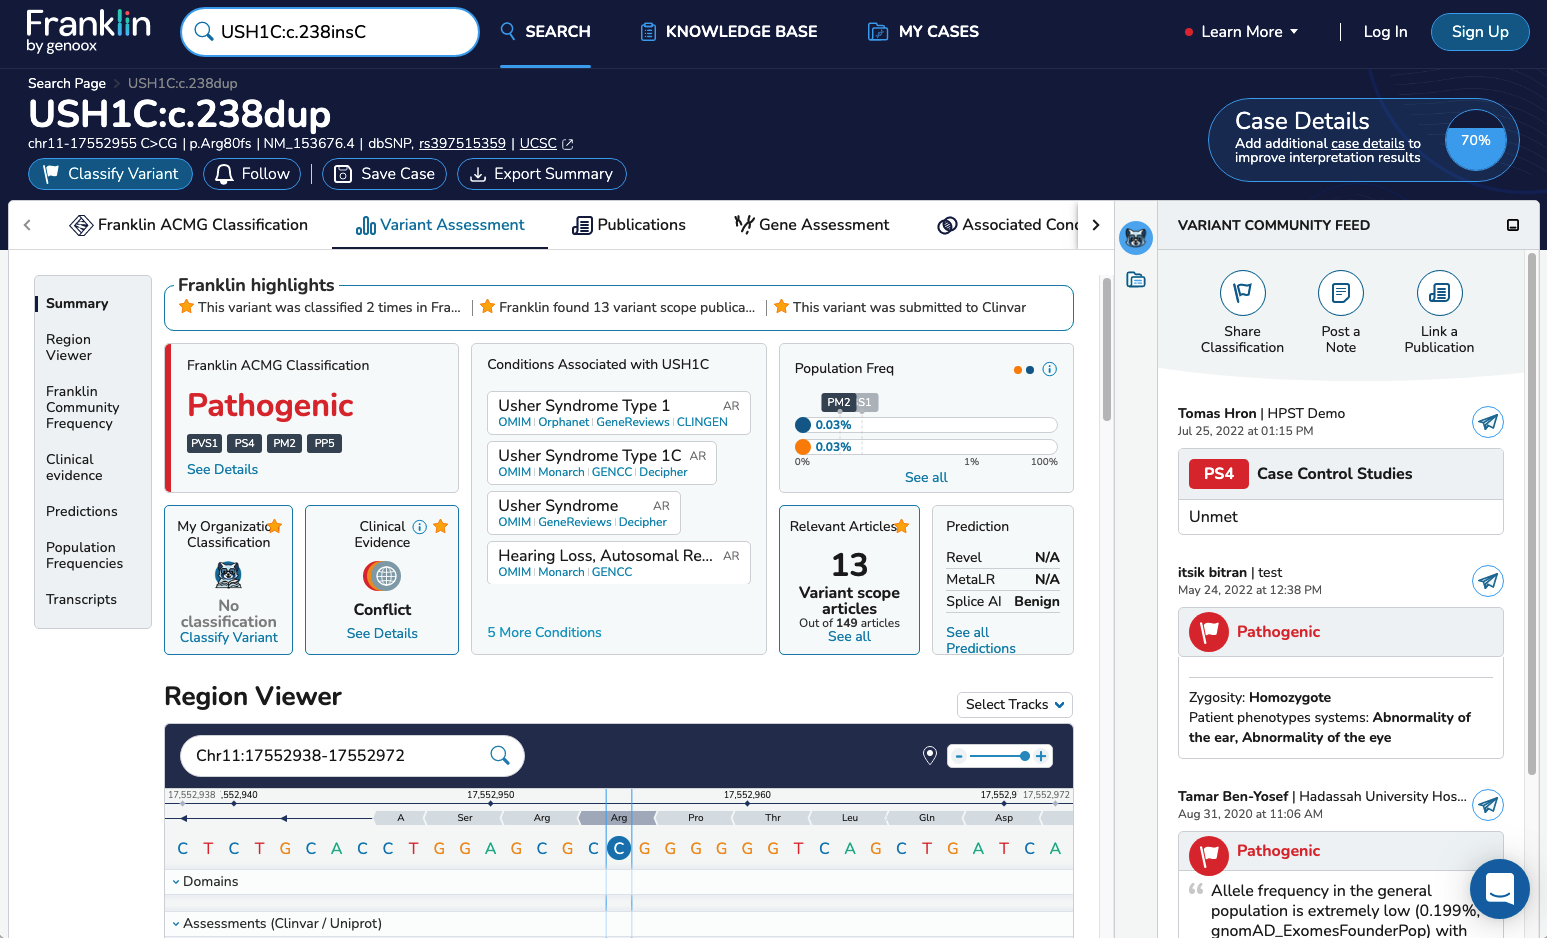 Franklin
by genoox
USH1C:c.238insC
SEARCH
KNOWLEDGE BASE
MY CASES
Learn More
Log In
Sign Up
Search Page > USH1C:c.238dup
USH1C:c.238dup
chr11-17552955 C>CG | p.Arg80fs | NM_153676.4 | dbSNP, rs397515359 | UCSC
Classify Variant
Follow
Save Case
Export Summary
Case Details
Add additional case details to
improve interpretation results
70%
Franklin ACMG Classification
Variant Assessment
Publications
Gene Assessment
Associated Conc
Summary
Region
Viewer
Franklin
Community
Frequency
Clinical
evidence
Predictions
Population
Frequencies
Transcripts
Franklin highlights
This variant was classified 2 times in Fra...
Franklin found 13 variant scope publica...
This variant was submitted to Clinvar
Franklin ACMG Classification
Pathogenic
PVS1 PS4 PM2 PP5
See Details
Conditions Associated with USH1C
Usher Syndrome Type 1 AR
OMIM | Orphanet | GeneReviews | CLINGEN
Usher Syndrome Type 1C AR
OMIM | Monarch | GENCC | Decipher
Usher Syndrome AR
OMIM | GeneReviews | Decipher
Hearing Loss, Autosomal Re... AR
OMIM | Monarch | GENCC
5 More Conditions
Population Freq
PM2 S1
0.03%
0.03%
0% 1% 100%
See all
My Organizatio
Classification
No
classification
Classify Variant
Clinical
Evidence
Conflict
See Details
Relevant Articles
13
Variant scope
articles
Out of 149 articles
See all
Prediction
Revel N/A
MetaLR N/A
Splice AI Benign
See all
Predictions
Region Viewer
Select Tracks
Chr11:17552938-17552972
17,552,938 ,552,940 17,552,950 17,552,960 17,552,9 17,552,972
A Ser Arg Arg Pro Thr Leu Gln Asp
C T C T G C A C C T G G A G C G C C G G G G G G T C A G C T G A T C A
Domains
Assessments (Clinvar / Uniprot)
VARIANT COMMUNITY FEED
Share
Classification
Post a
Note
Link a
Publication
Tomas Hron | HPST Demo
Jul 25, 2022 at 01:15 PM
PS4 Case Control Studies
Unmet
itsik bitran | test
May 24, 2022 at 12:38 PM
Pathogenic
Zygosity: Homozygote
Patient phenotypes systems: Abnormality of
the ear, Abnormality of the eye
Tamar Ben-Yosef | Hadassah University Hos...
Aug 31, 2020 at 11:06 AM
Pathogenic
“ Allele frequency in the general
population is extremely low (0.199%,
gnomAD_ExomesFounderPop) with